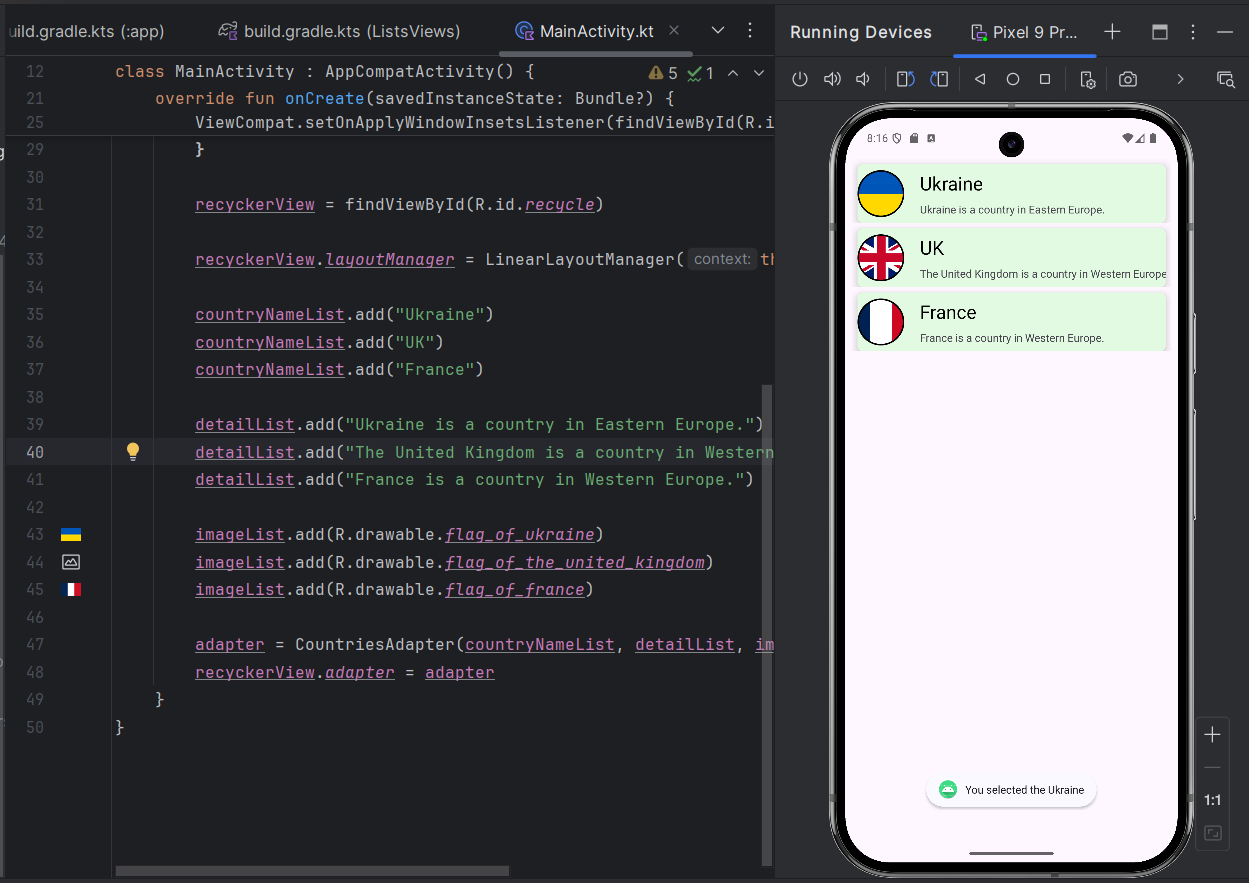 uild.gradle.kts (:app)
build.gradle.kts (ListsViews)
MainActivity.kt
12 class MainActivity : AppCompatActivity() {
5 1
21 override fun onCreate(savedInstanceState: Bundle?) {
25 ViewCompat.setOnApplyWindowInsetsListener(findViewById(R.i
29 }
30
31 recyckerView = findViewById(R.id.recycle)
32
33 recyckerView.layoutManager = LinearLayoutManager( context: th
34
35 countryNameList.add("Ukraine")
36 countryNameList.add("UK")
37 countryNameList.add("France")
38
39 detailList.add("Ukraine is a country in Eastern Europe.")
40 detailList.add("The United Kingdom is a country in Western
41 detailList.add("France is a country in Western Europe.")
42
43 imageList.add(R.drawable.flag_of_ukraine)
44 imageList.add(R.drawable.flag_of_the_united_kingdom)
45 imageList.add(R.drawable.flag_of_france)
46
47 adapter = CountriesAdapter(countryNameList, detailList, im
48 recyckerView.adapter = adapter
49 }
50 }
Running Devices
Pixel 9 Pr...
8:16
Ukraine
Ukraine is a country in Eastern Europe.
UK
The United Kingdom is a country in Western Europe
France
France is a country in Western Europe.
You selected the Ukraine
1:1